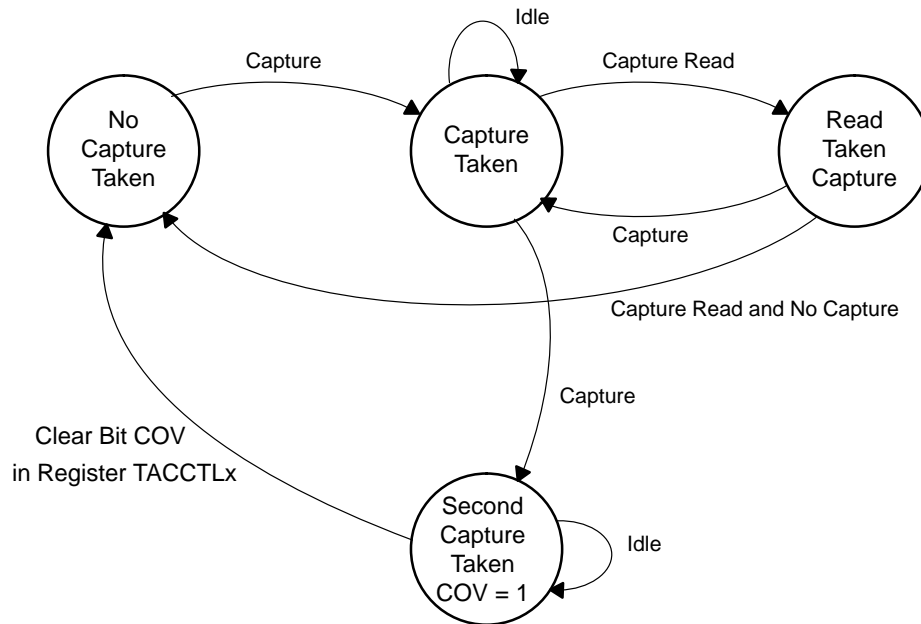 Idle
Capture
Capture Read
No
Capture
Taken
Capture
Taken
Read
Taken
Capture
Capture
Capture Read and No Capture
Capture
Clear Bit COV
in Register TACCTLx
Second
Capture
Taken
COV = 1
Idle